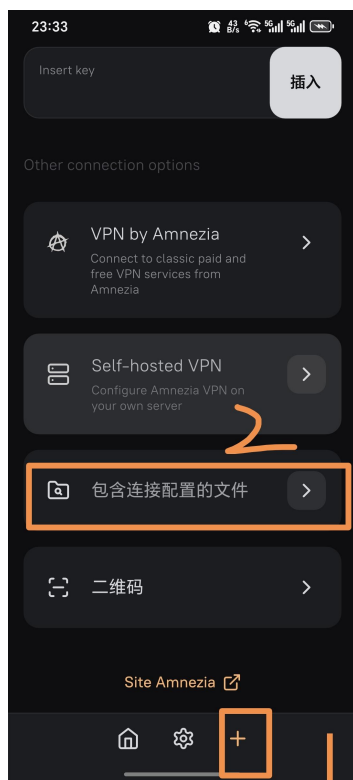 23:33
43 B/s 6 5G 5G
Insert key
插入
Other connection options
VPN by Amnezia
Connect to classic paid and
free VPN services from
Amnezia
Self-hosted VPN
Configure Amnezia VPN on
your own server
2
包含连接配置的文件
二维码
Site Amnezia
1